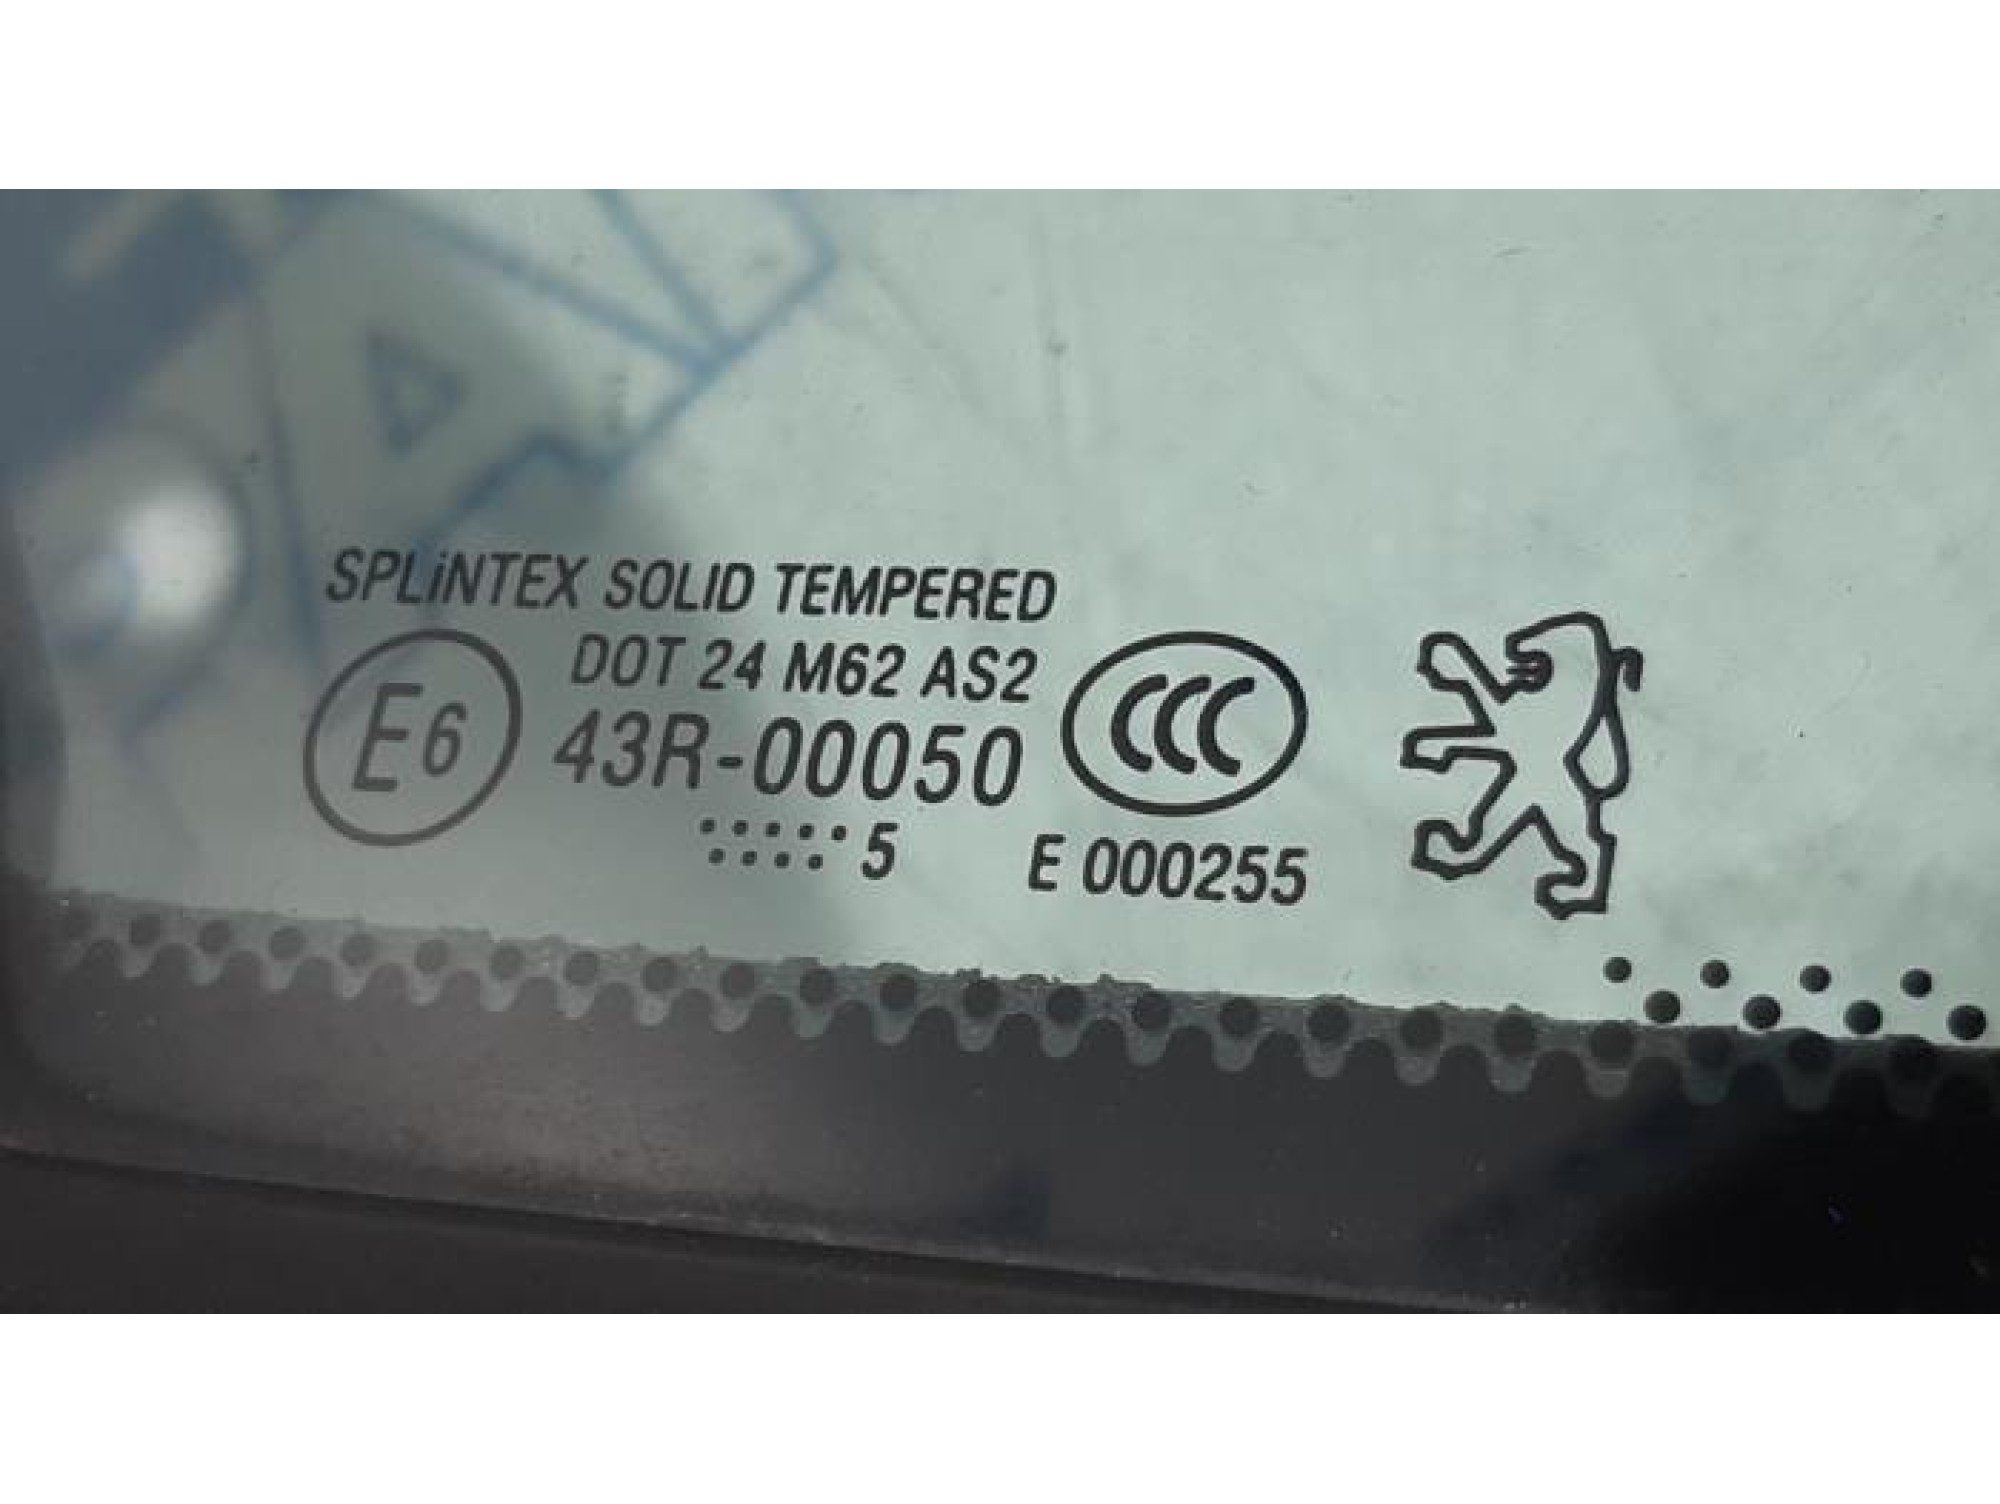 SPLiNTEX SOLID TEMPERED
DOT 24 M62 AS2
E6 43R-00050 CCC
5 E 000255